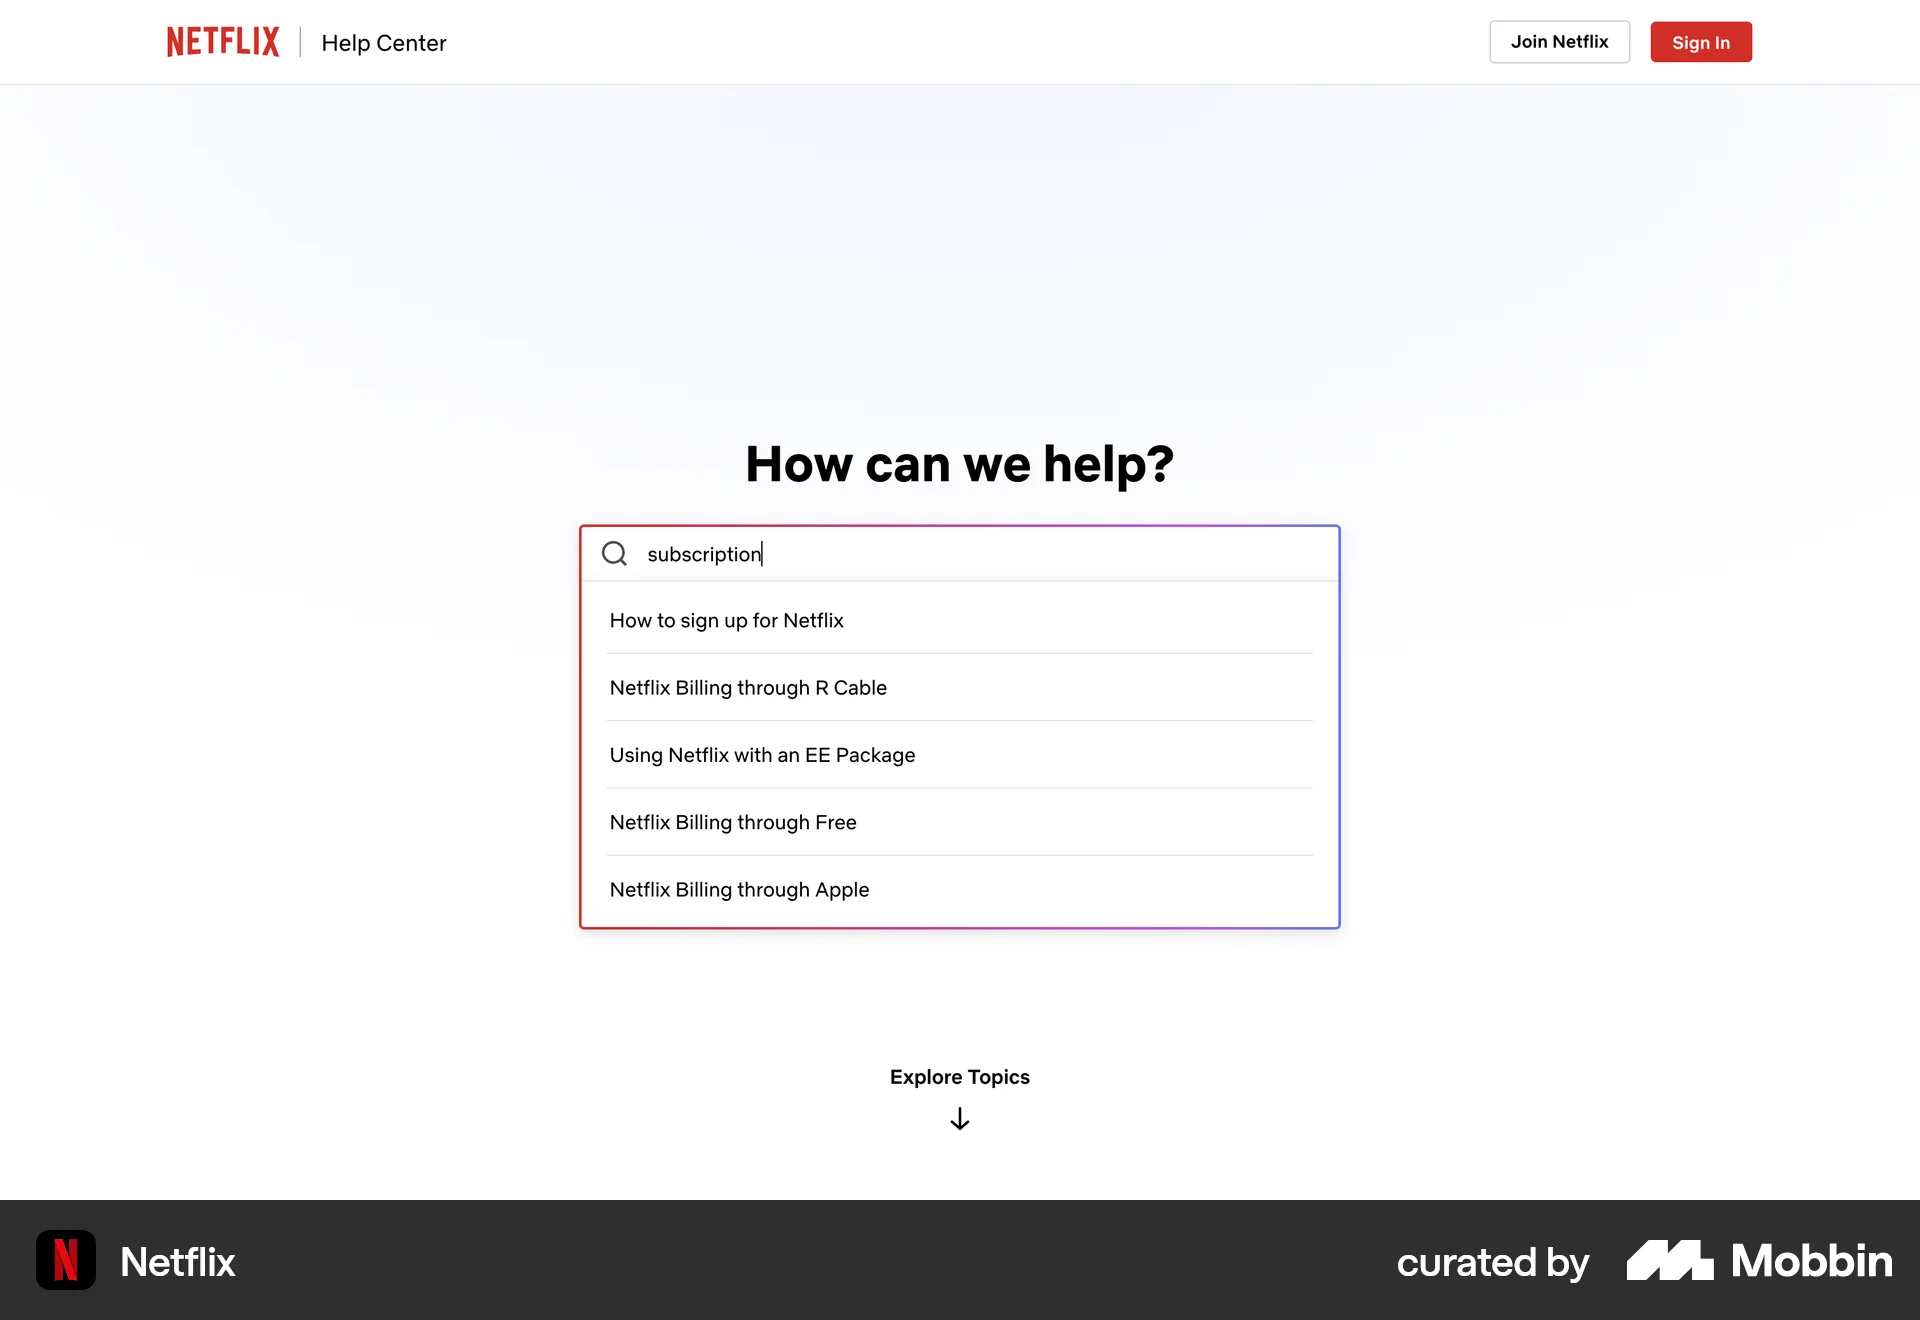 NETFLIX Help Center Join Netflix Sign In
How can we help?
subscription
How to sign up for Netflix
Netflix Billing through R Cable
Using Netflix with an EE Package
Netflix Billing through Free
Netflix Billing through Apple
Explore Topics
N Netflix curated by Mobbin